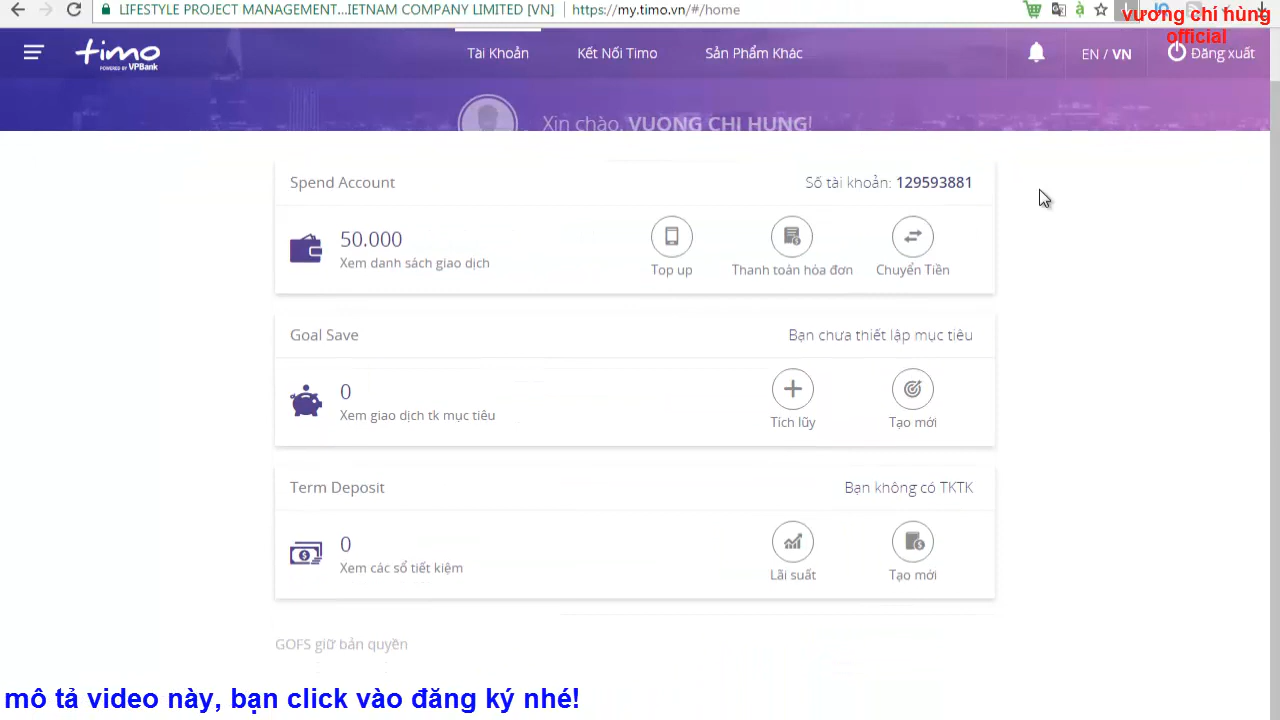 LIFESTYLE PROJECT MANAGEMENT...IETNAM COMPANY LIMITED [VN] https://my.timo.vn/#/home
vương chí hùng
official
timo
POWERED BY VPBank
Tài Khoản Kết Nối Timo Sản Phẩm Khác EN / VN Đăng xuất
Xin chào, VUONG CHI HUNG!
Spend Account Số tài khoản: 129593881
50.000
Xem danh sách giao dịch Top up Thanh toán hóa đơn Chuyển Tiền
Goal Save Bạn chưa thiết lập mục tiêu
0
Xem giao dịch tk mục tiêu Tích lũy Tạo mới
Term Deposit Bạn không có TKTK
0
Xem các sổ tiết kiệm Lãi suất Tạo mới
GOFS giữ bản quyền
mô tả video này, bạn click vào đăng ký nhé!